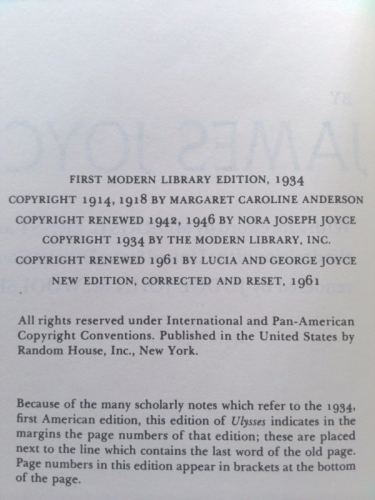 BY
JAMES JOYC
FIRST MODERN LIBRARY EDITION, 1934
COPYRIGHT 1914, 1918 BY MARGARET CAROLINE ANDERSON
COPYRIGHT RENEWED 1942, 1946 BY NORA JOSEPH JOYCE
COPYRIGHT 1934 BY THE MODERN LIBRARY, INC.
COPYRIGHT RENEWED 1961 BY LUCIA AND GEORGE JOYCE
NEW EDITION, CORRECTED AND RESET, 1961
All rights reserved under International and Pan-American
Copyright Conventions. Published in the United States by
Random House, Inc., New York.
Because of the many scholarly notes which refer to the 1934,
first American edition, this edition of Ulysses indicates in
the margins the page numbers of that edition; these are placed
next to the line which contains the last word of the old page.
Page numbers in this edition appear in brackets at the bottom
of the page.